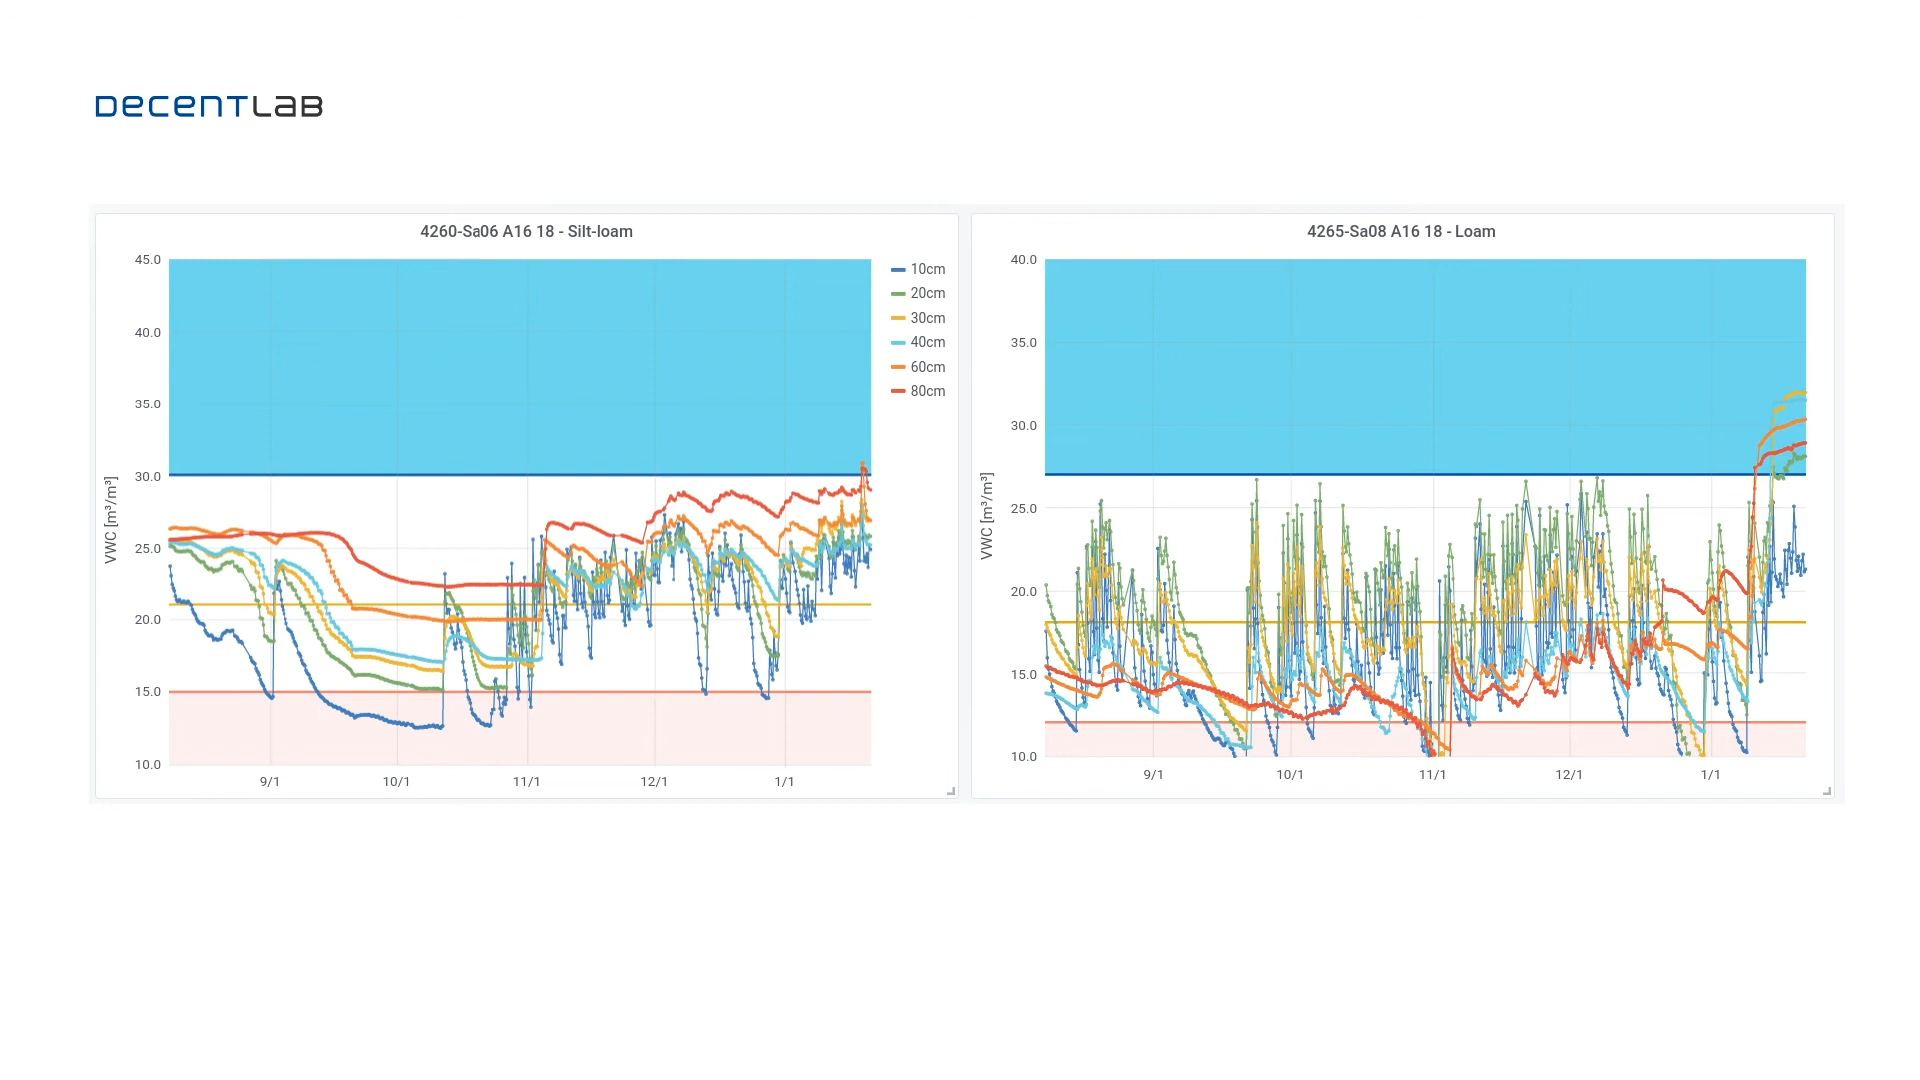 DECENTLAB
4260-Sa06 A16 18 - Silt-loam
45.0
40.0
35.0
30.0
25.0
20.0
15.0
10.0
VWC [m³/m³]
9/1
10/1
11/1
12/1
1/1
10cm
20cm
30cm
40cm
60cm
80cm
4265-Sa08 A16 18 - Loam
40.0
35.0
30.0
25.0
20.0
15.0
10.0
VWC [m³/m³]
9/1
10/1
11/1
12/1
1/1